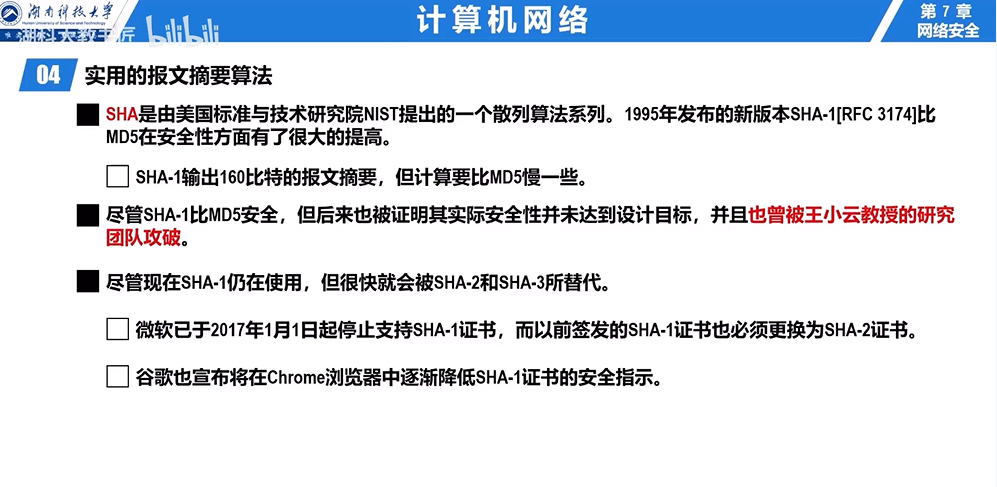 湖南科技大学
Hunan University of Science and Technology
湖科大教书匠 bilibili
计算机网络
第 7 章
网络安全
04 实用的报文摘要算法
SHA是由美国标准与技术研究院NIST提出的一个散列算法系列。1995年发布的新版本SHA-1[RFC 3174]比
MD5在安全性方面有了很大的提高。
SHA-1输出160比特的报文摘要，但计算要比MD5慢一些。
尽管SHA-1比MD5安全，但后来也被证明其实际安全性并未达到设计目标，并且也曾被王小云教授的研究
团队攻破。
尽管现在SHA-1仍在使用，但很快就会被SHA-2和SHA-3所替代。
微软已于2017年1月1日起停止支持SHA-1证书，而以前签发的SHA-1证书也必须更换为SHA-2证书。
谷歌也宣布将在Chrome浏览器中逐渐降低SHA-1证书的安全指示。